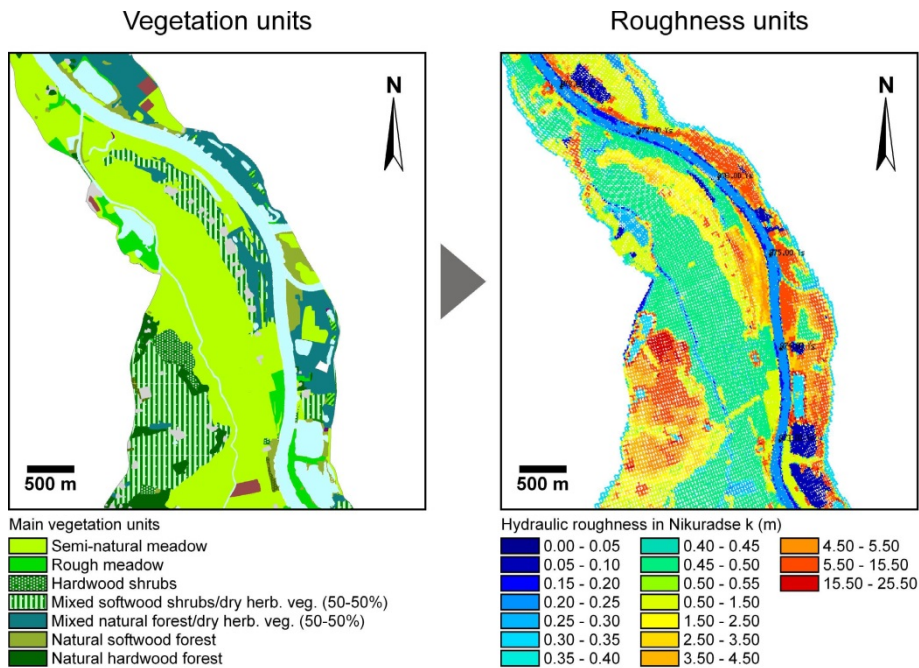 Vegetation units
Roughness units
N
N
500 m
500 m
Main vegetation units
Semi-natural meadow
Rough meadow
Hardwood shrubs
Mixed softwood shrubs/dry herb. veg. (50-50%)
Mixed natural forest/dry herb. veg. (50-50%)
Natural softwood forest
Natural hardwood forest
Hydraulic roughness in Nikuradse k (m)
0.00 - 0.05
0.05 - 0.10
0.15 - 0.20
0.20 - 0.25
0.25 - 0.30
0.30 - 0.35
0.35 - 0.40
0.40 - 0.45
0.45 - 0.50
0.50 - 0.55
0.50 - 1.50
1.50 - 2.50
2.50 - 3.50
3.50 - 4.50
4.50 - 5.50
5.50 - 15.50
15.50 - 25.50